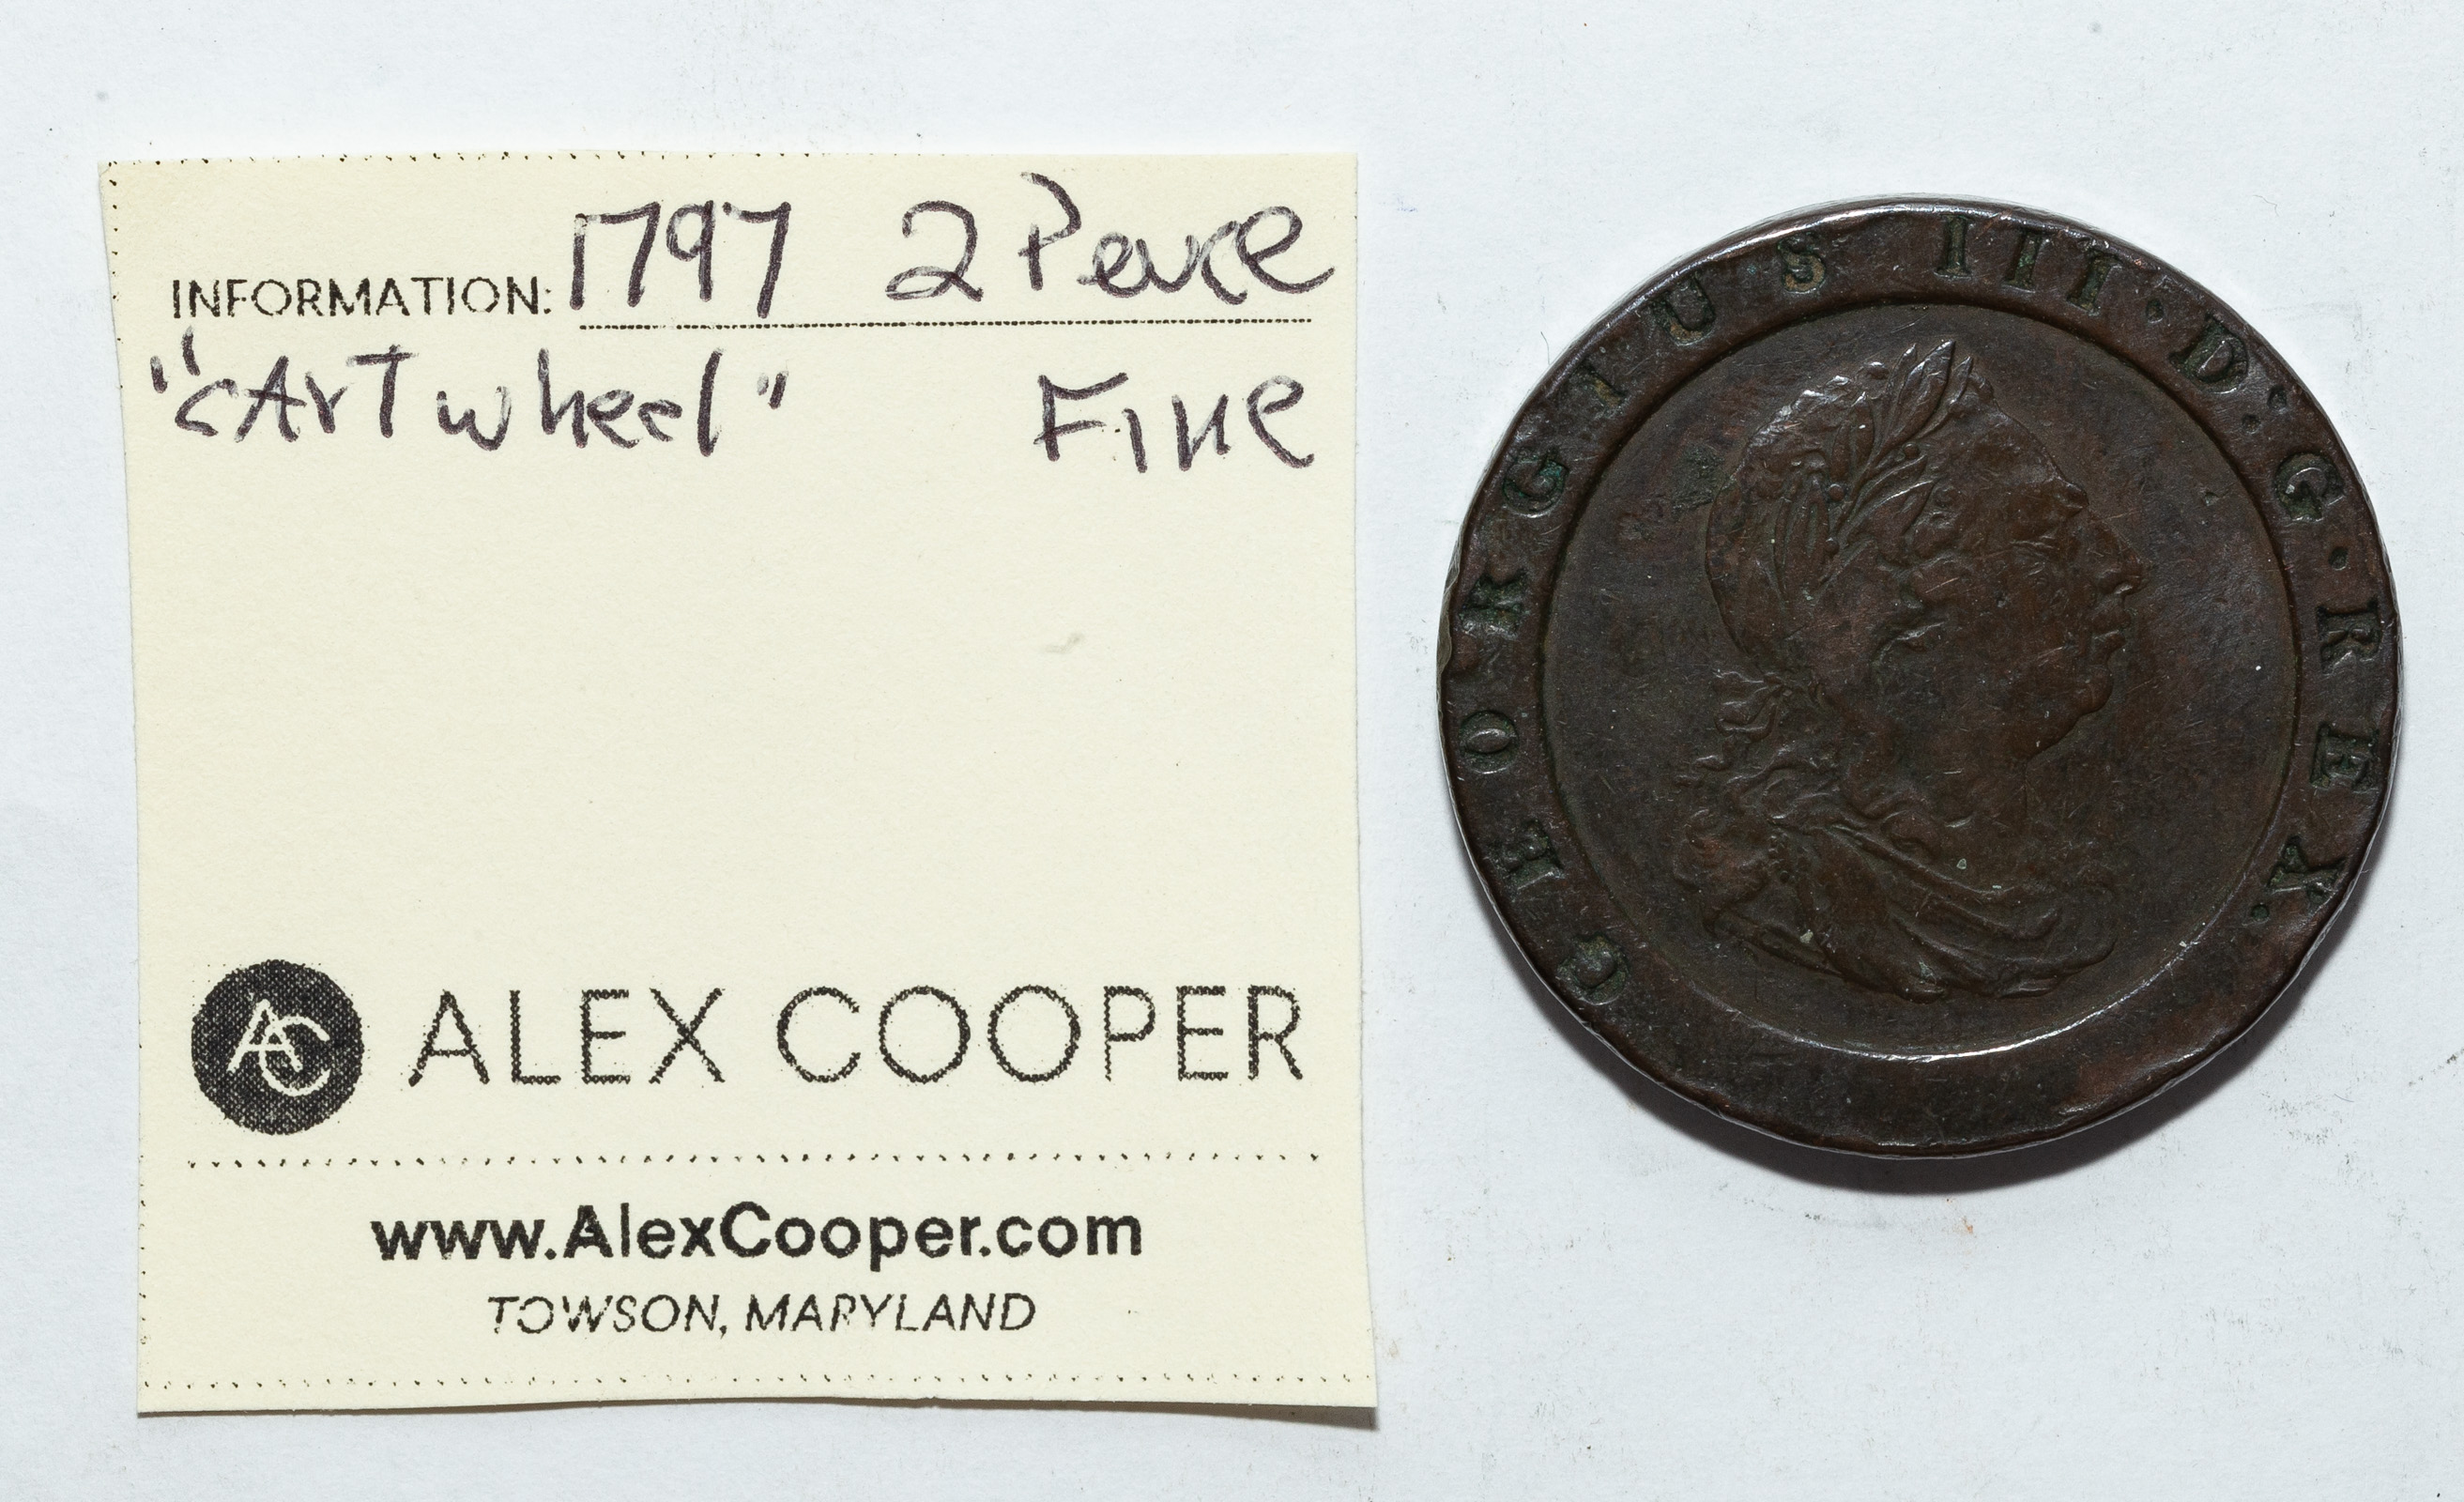 INFORMATION: 1797 2 Pence
"cArTwheel" Fine
AC ALEX COOPER
www.AlexCooper.com
TOWSON, MARYLAND
GEORGIUS III·D:G·REX.